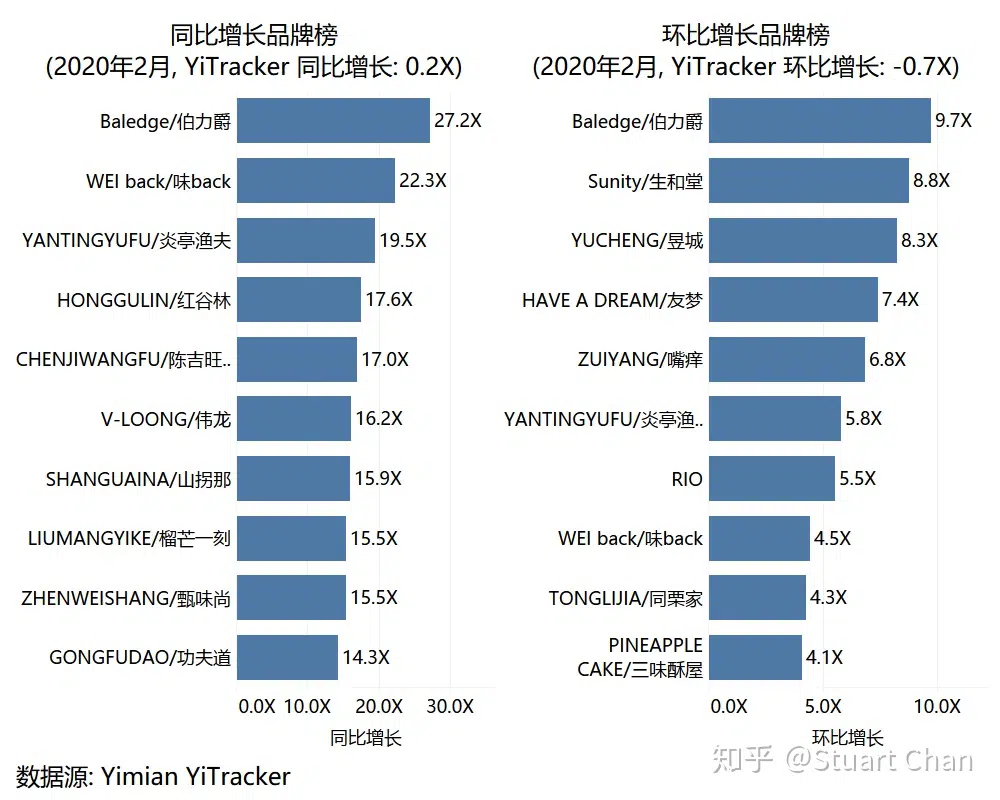 同比增长品牌榜
(2020年2月, YiTracker 同比增长: 0.2X)
Baledge/伯力爵 27.2X
WEI back/味back 22.3X
YANTINGYUFU/炎亭渔夫 19.5X
HONGGULIN/红谷林 17.6X
CHENJIWANGFU/陈吉旺.. 17.0X
V-LOONG/伟龙 16.2X
SHANGUAINA/山拐那 15.9X
LIUMANGYIKE/榴芒一刻 15.5X
ZHENWEISHANG/甄味尚 15.5X
GONGFUDAO/功夫道 14.3X
0.0X 10.0X 20.0X 30.0X
同比增长
环比增长品牌榜
(2020年2月, YiTracker 环比增长: -0.7X)
Baledge/伯力爵 9.7X
Sunity/生和堂 8.8X
YUCHENG/昱城 8.3X
HAVE A DREAM/友梦 7.4X
ZUIYANG/嘴痒 6.8X
YANTINGYUFU/炎亭渔.. 5.8X
RIO 5.5X
WEI back/味back 4.5X
TONGLIJIA/同栗家 4.3X
PINEAPPLE
CAKE/三味酥屋 4.1X
0.0X 5.0X 10.0X
环比增长
数据源: Yimian YiTracker
知乎 @Stuart Chan